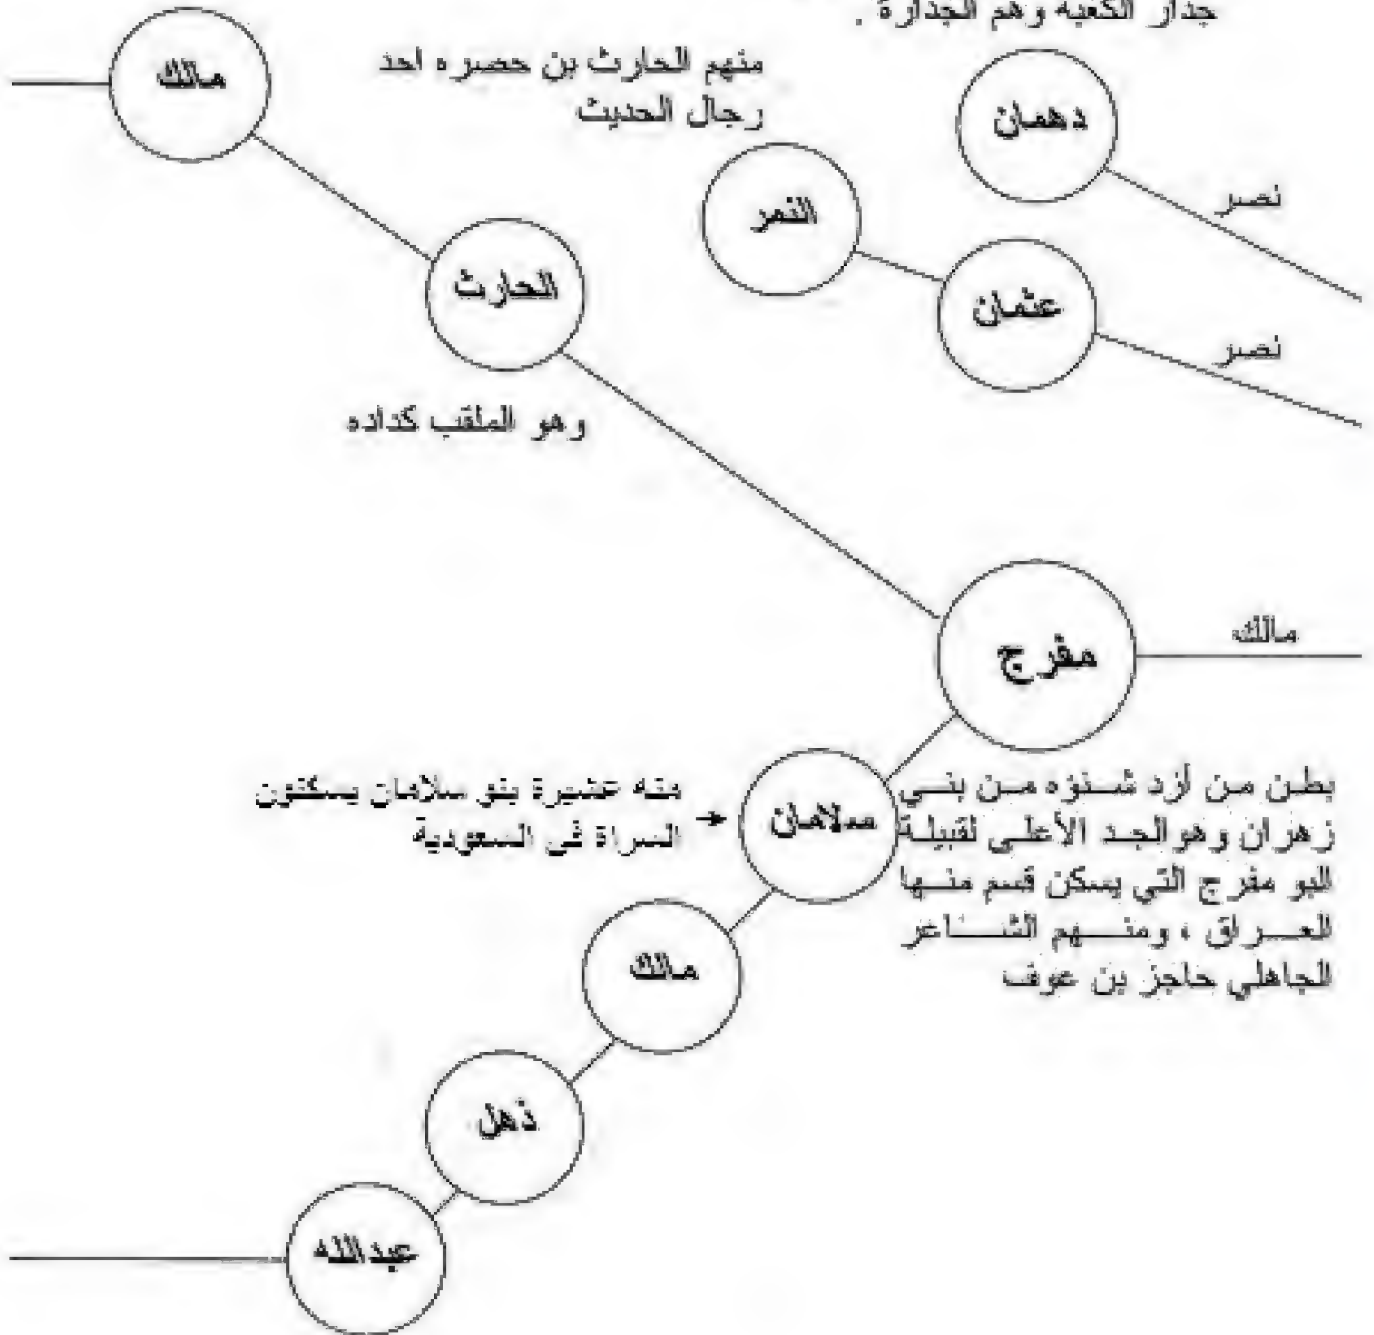 جدار الكعبه وهم الجدارة .
مالك
منهم الحارث بن حصره احد
رجال الحديث
دهمان
نصر
النمر
عثمان
نصر
الحارث
وهو الملقب كداده
مفرج
مالك
سلامان
منه عشيرة بنو سلامان يسكنون
السراة في السعودية
بطن من أزد شنوءه من بني
زهران وهو الجد الأعلى لقبيلة
البو مفرج التي يسكن قسم منها
العراق ، ومنهم الشاعر
الجاهلي حاجز بن عوف
مالك
ذهل
عبدالله